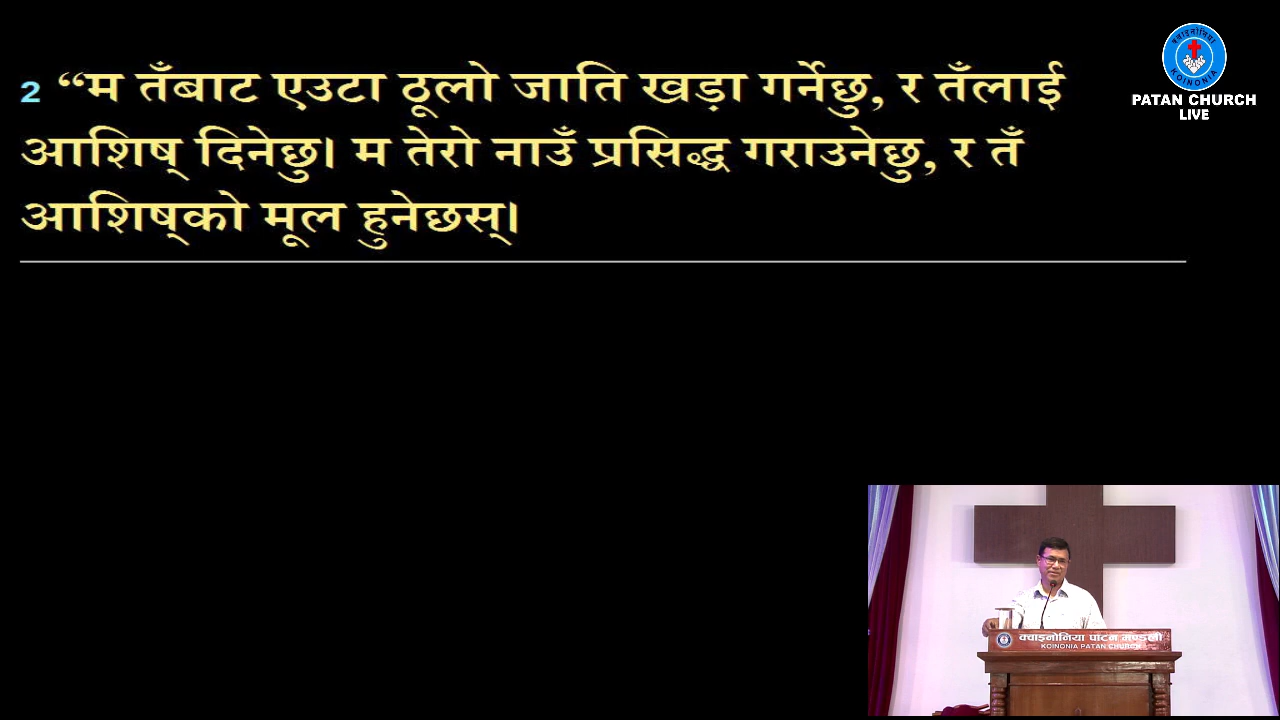 2 “म तँबाट एउटा ठूलो जाति खड़ा गर्नेछु, र तँलाई
आशिष् दिनेछु। म तेरो नाउँ प्रसिद्ध गराउनेछु, र तँ
आशिष्‌को मूल हुनेछस्।
KOINONIA
PATAN CHURCH
LIVE
क्वाइनोनिया पाटन मण्डली
KOINONIA PATAN CHURCH